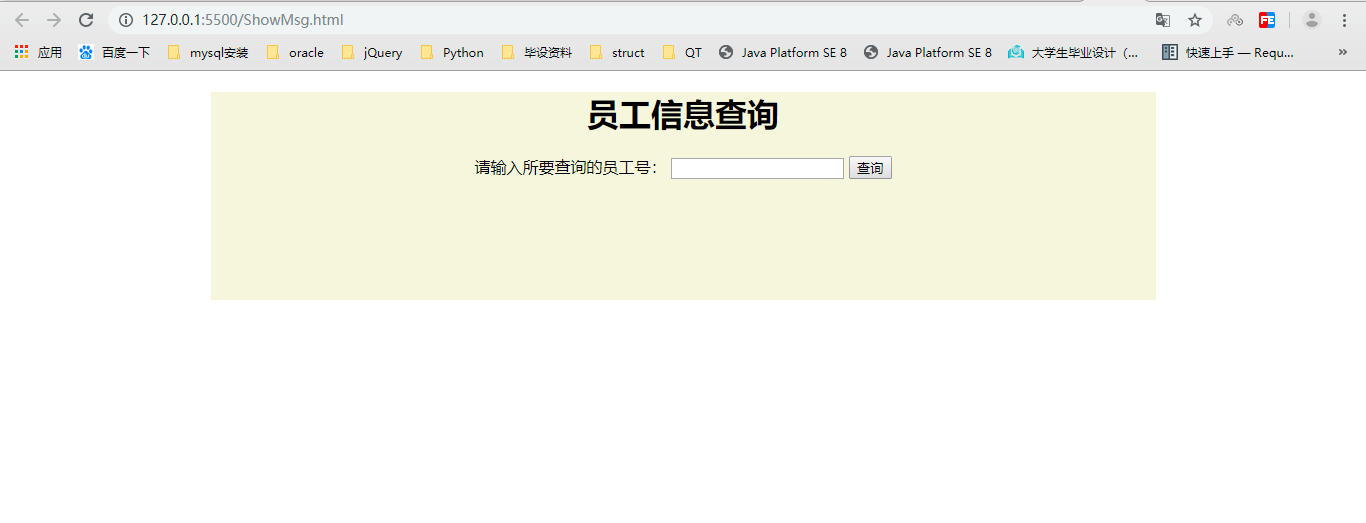 127.0.0.1:5500/ShowMsg.html
应用 百度一下 mysql安装 oracle jQuery Python 毕设资料 struct QT Java Platform SE 8 Java Platform SE 8 大学生毕业设计（... 快速上手 — Requ... »
员工信息查询
请输入所要查询的员工号： 查询